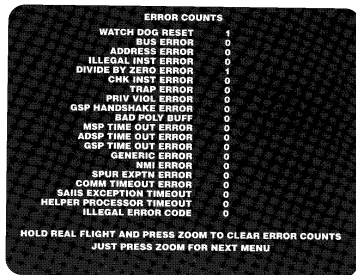 ERROR COUNTS
WATCH DOG RESET 1
BUS ERROR 0
ADDRESS ERROR 0
ILLEGAL INST ERROR 0
DIVIDE BY ZERO ERROR 1
CHK INST ERROR 0
TRAP ERROR 0
PRIV VIOL ERROR 0
GSP HANDSHAKE ERROR 0
BAD POLY BUFF 0
MSP TIME OUT ERROR 0
ADSP TIME OUT ERROR 0
GSP TIME OUT ERROR 0
GENERIC ERROR 0
NMI ERROR 0
SPUR EXPTN ERROR 0
COMM TIMEOUT ERROR 0
SAIIS EXCEPTION TIMEOUT 0
HELPER PROCESSOR TIMEOUT 0
ILLEGAL ERROR CODE 0
HOLD REAL FLIGHT AND PRESS ZOOM TO CLEAR ERROR COUNTS
JUST PRESS ZOOM FOR NEXT MENU